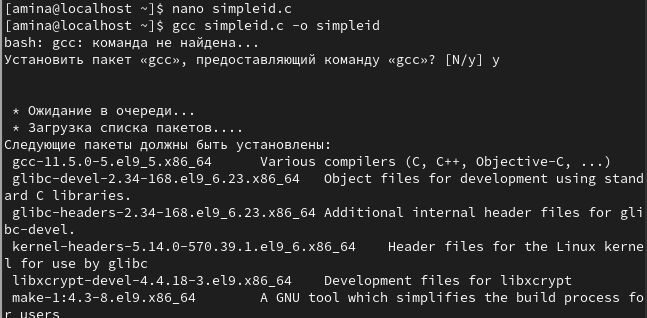 [amina@localhost ~]$ nano simpleid.c
[amina@localhost ~]$ gcc simpleid.c -o simpleid
bash: gcc: команда не найдена...
Установить пакет «gcc», предоставляющий команду «gcc»? [N/y] y
* Ожидание в очереди...
* Загрузка списка пакетов....
Следующие пакеты должны быть установлены:
gcc-11.5.0-5.el9_5.x86_64 Various compilers (C, C++, Objective-C, ...)
glibc-devel-2.34-168.el9_6.23.x86_64 Object files for development using stand
ard C libraries.
glibc-headers-2.34-168.el9_6.23.x86_64 Additional internal header files for gli
bc-devel.
kernel-headers-5.14.0-570.39.1.el9_6.x86_64 Header files for the Linux kerne
l for use by glibc
libxcrypt-devel-4.4.18-3.el9.x86_64 Development files for libxcrypt
make-1:4.3-8.el9.x86_64 A GNU tool which simplifies the build process fo
r users